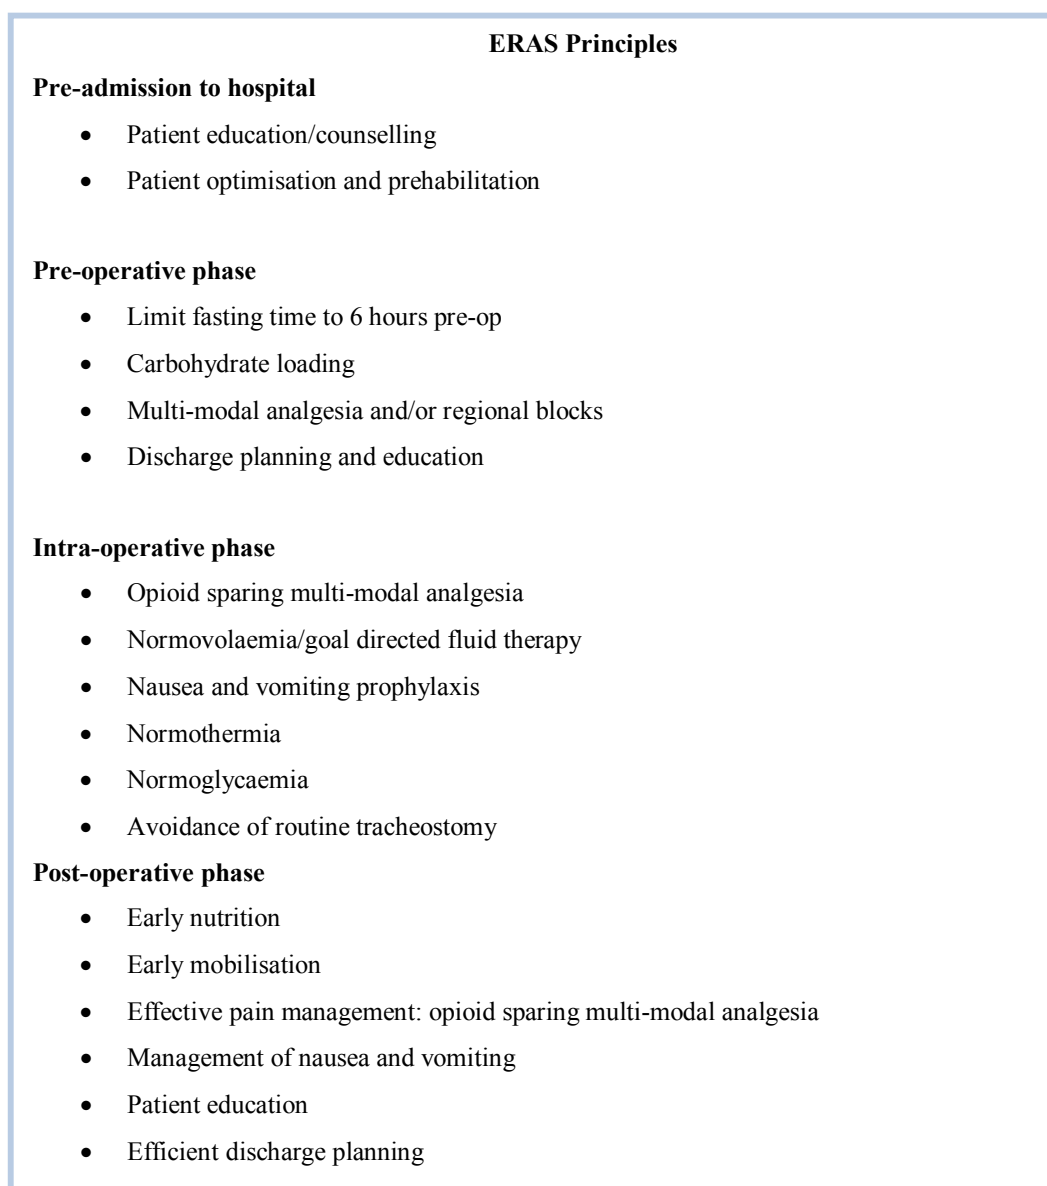 ERAS Principles
Pre-admission to hospital
• Patient education/counselling
• Patient optimisation and prehabilitation
Pre-operative phase
• Limit fasting time to 6 hours pre-op
• Carbohydrate loading
• Multi-modal analgesia and/or regional blocks
• Discharge planning and education
Intra-operative phase
• Opioid sparing multi-modal analgesia
• Normovolaemia/goal directed fluid therapy
• Nausea and vomiting prophylaxis
• Normothermia
• Normoglycaemia
• Avoidance of routine tracheostomy
Post-operative phase
• Early nutrition
• Early mobilisation
• Effective pain management: opioid sparing multi-modal analgesia
• Management of nausea and vomiting
• Patient education
• Efficient discharge planning